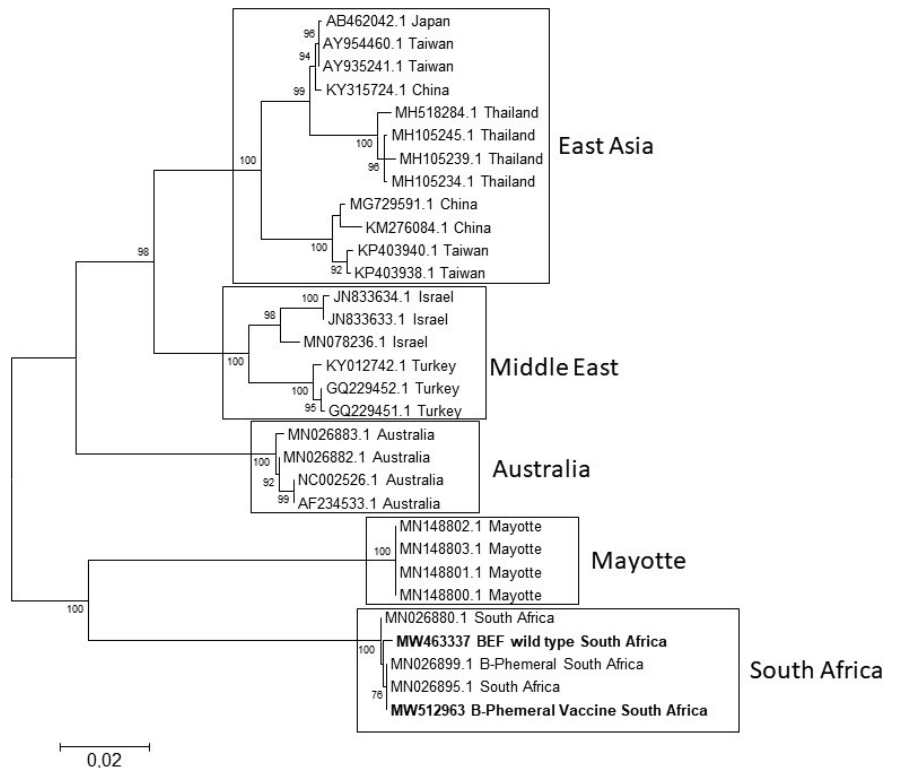 96
AB462042.1 Japan
AY954460.1 Taiwan
94
AY935241.1 Taiwan
99
KY315724.1 China
MH518284.1 Thailand
MH105245.1 Thailand
100
East Asia
MH105239.1 Thailand
100
96
MH105234.1 Thailand
MG729591.1 China
KM276084.1 China
100
KP403940.1 Taiwan
98
92
KP403938.1 Taiwan
100
JN833634.1 Israel
98
JN833633.1 Israel
MN078236.1 Israel
100
KY012742.1 Turkey
Middle East
100
GQ229452.1 Turkey
95
GQ229451.1 Turkey
MN026883.1 Australia
100
MN026882.1 Australia
Australia
92
NC002526.1 Australia
99
AF234533.1 Australia
MN148802.1 Mayotte
100
MN148803.1 Mayotte
Mayotte
MN148801.1 Mayotte
MN148800.1 Mayotte
100
MN026880.1 South Africa
MW463337 BEF wild type South Africa
100
MN026899.1 B-Phemeral South Africa
South Africa
MN026895.1 South Africa
76
MW512963 B-Phemeral Vaccine South Africa
0,02